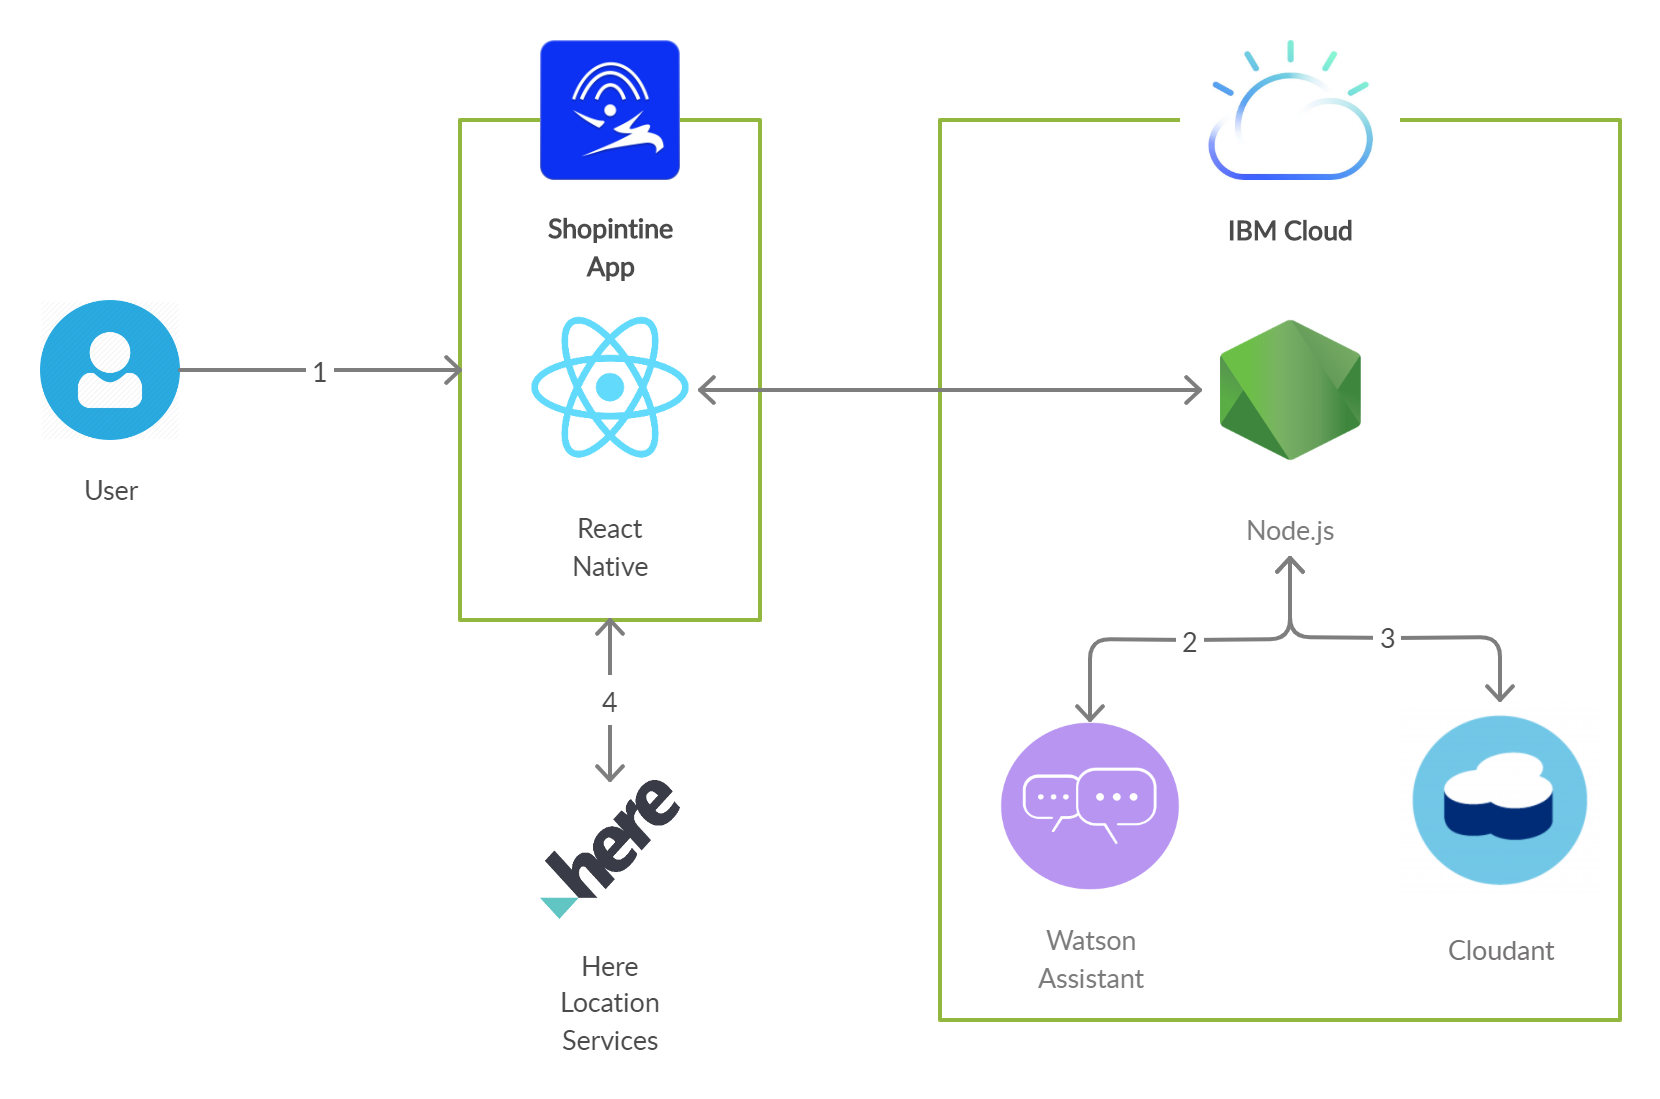 Shopintine
App
IBM Cloud
1
User
React
Native
Node.js
2
3
4
here
Here
Location
Services
Watson
Assistant
Cloudant